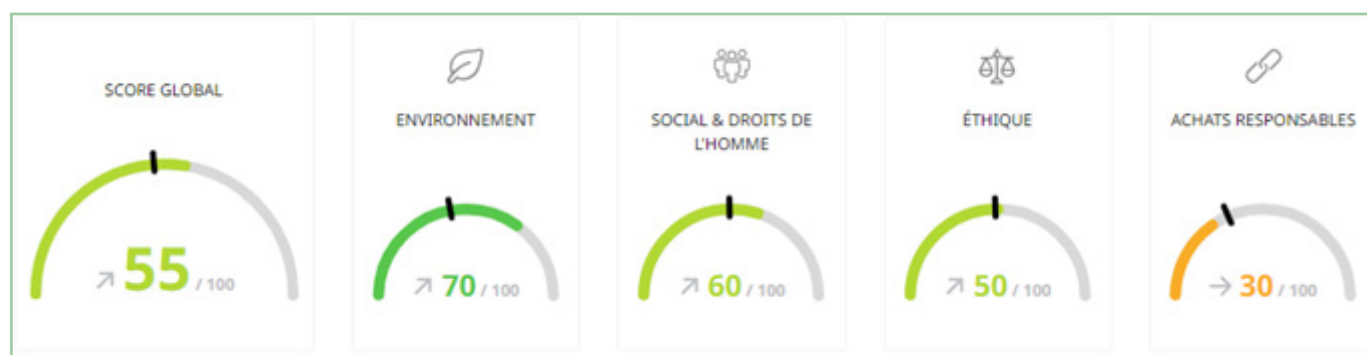 SCORE GLOBAL
↗ 55 / 100
ENVIRONNEMENT
↗ 70 / 100
SOCIAL & DROITS DE
L'HOMME
↗ 60 / 100
ÉTHIQUE
↗ 50 / 100
ACHATS RESPONSABLES
→ 30 / 100